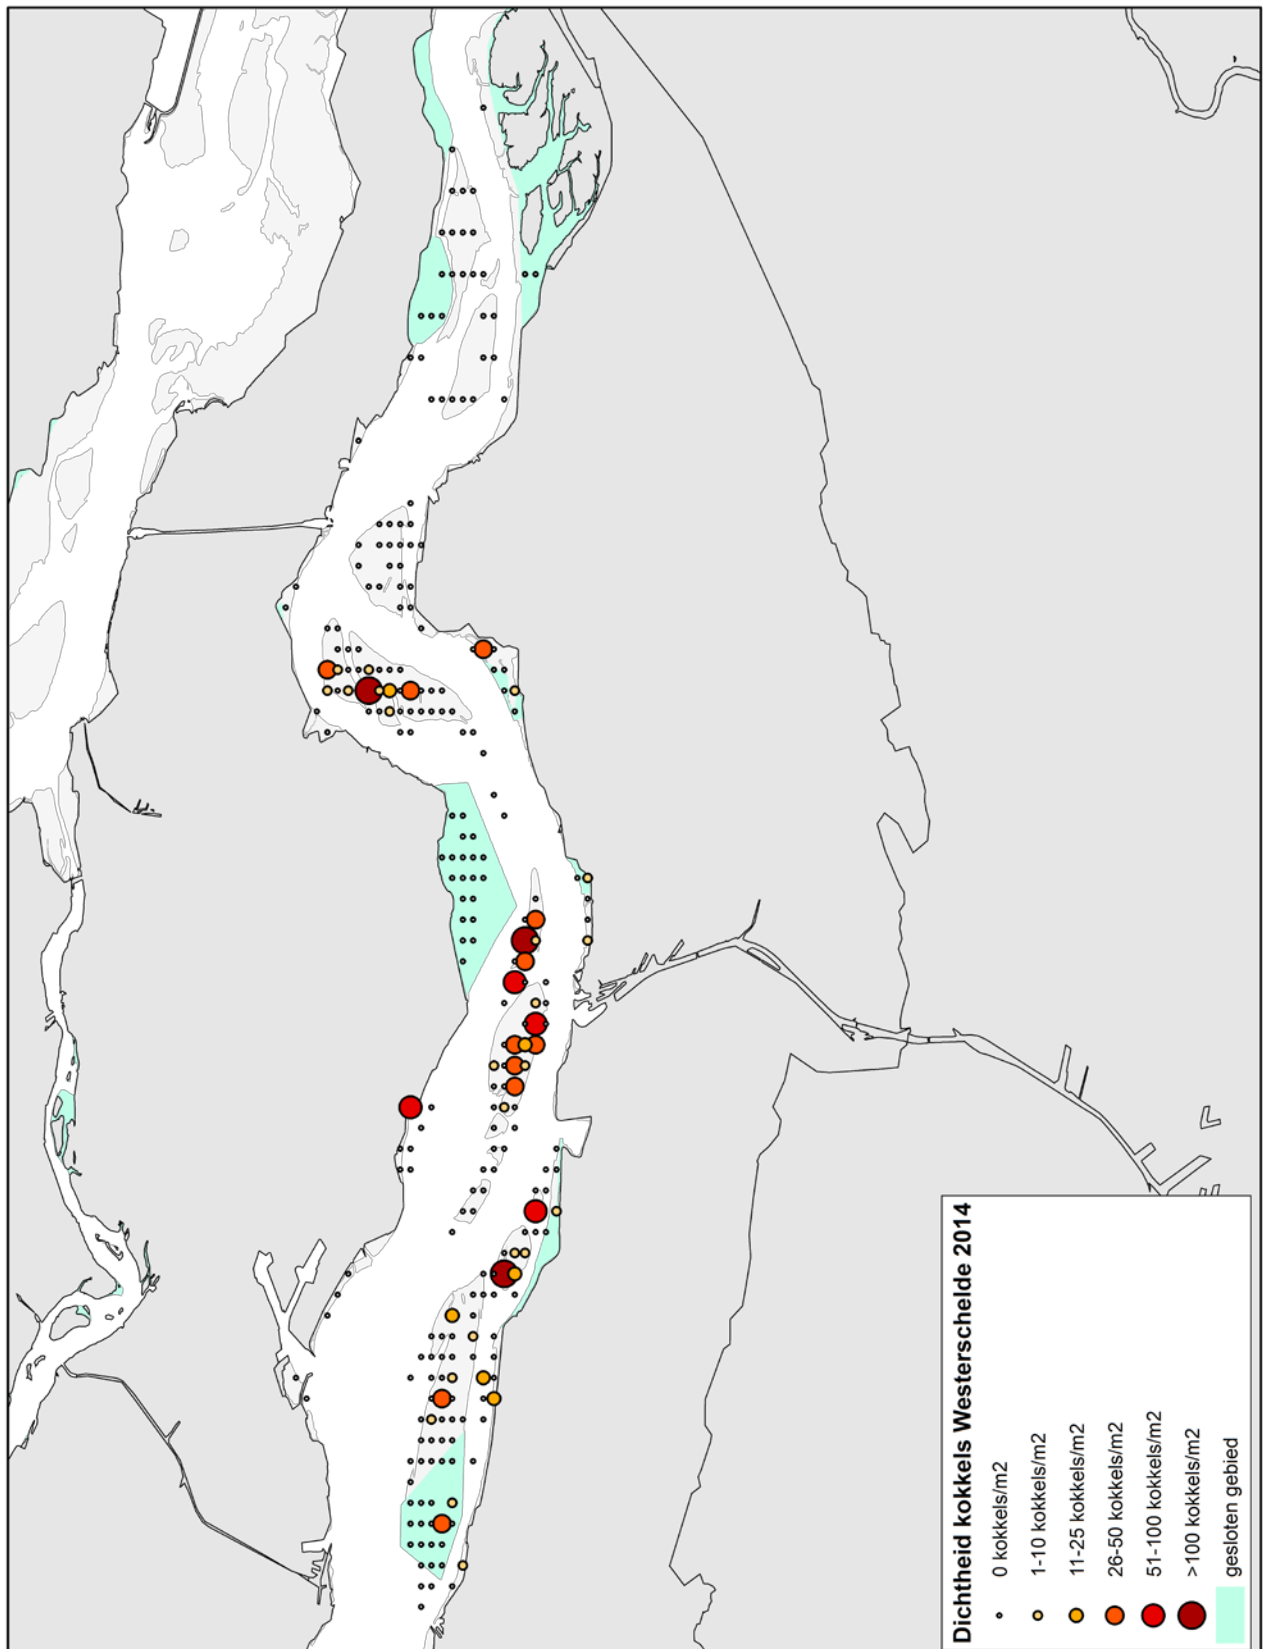 Dichtheid kokkels Westerschelde 2014
0 kokkels/m2
1-10 kokkels/m2
11-25 kokkels/m2
26-50 kokkels/m2
51-100 kokkels/m2
>100 kokkels/m2
gesloten gebied